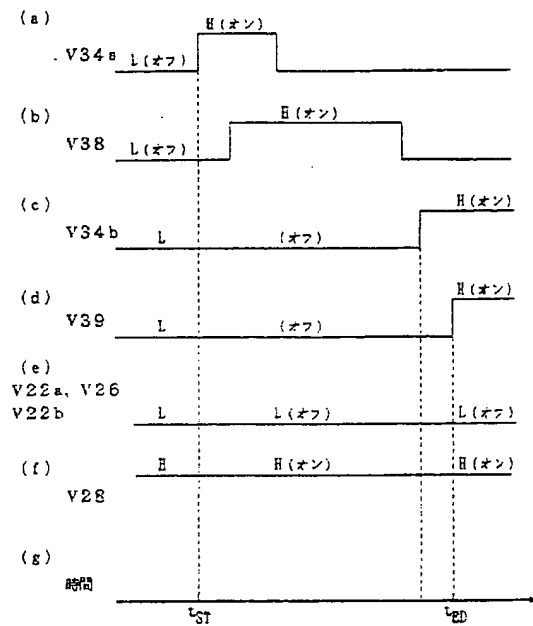 (a)
H(オン)
V34a L(オフ)
(b)
H(オン)
V38 L(オフ)
(c)
H(オン)
V34b L (オフ)
(d)
H(オン)
V39 L (オフ)
(e)
V22a、V26
V22b L L(オフ) L(オフ)
(f) H H(オン) H(オン)
V28
(g)
時間
tST tED